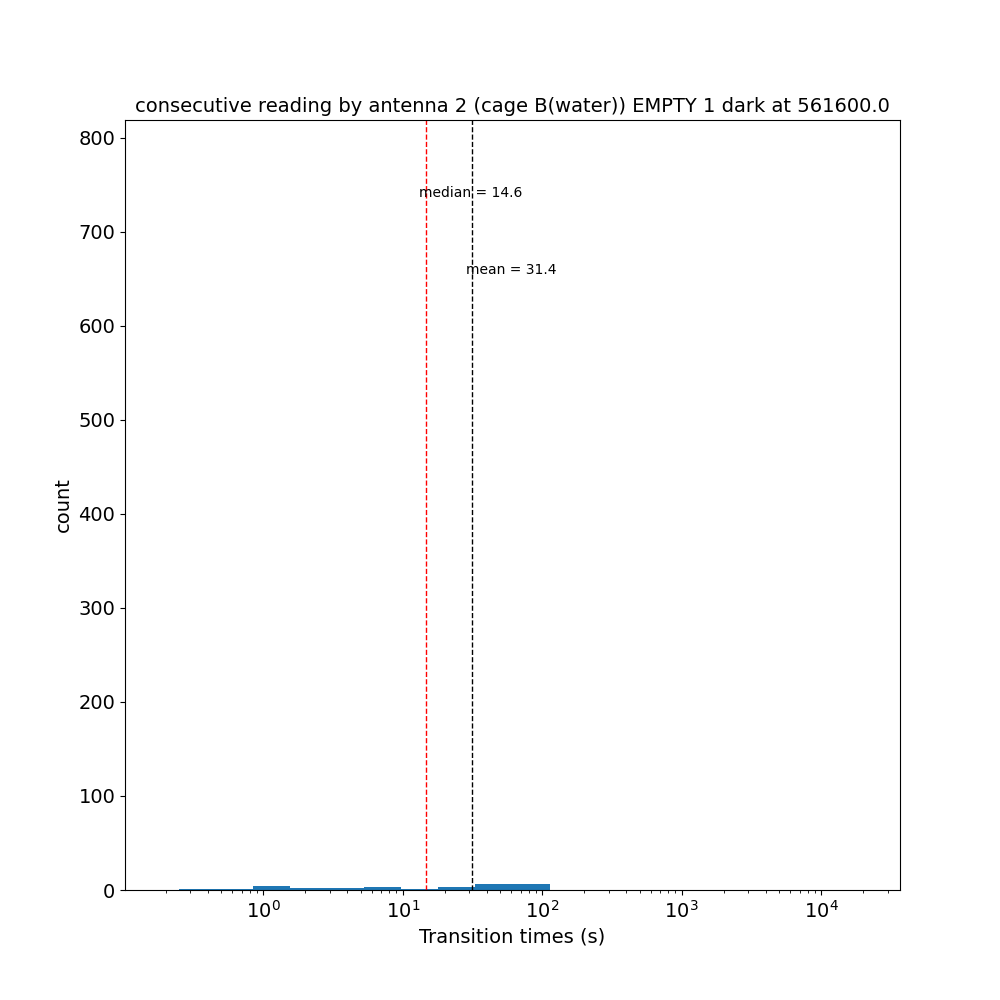 consecutive reading by antenna 2 (cage B(water)) EMPTY 1 dark at 561600.0
800
median = 14.6
700
mean = 31.4
600
500
count
400
300
200
100
0
10⁰ 10¹ 10² 10³ 10⁴
Transition times (s)